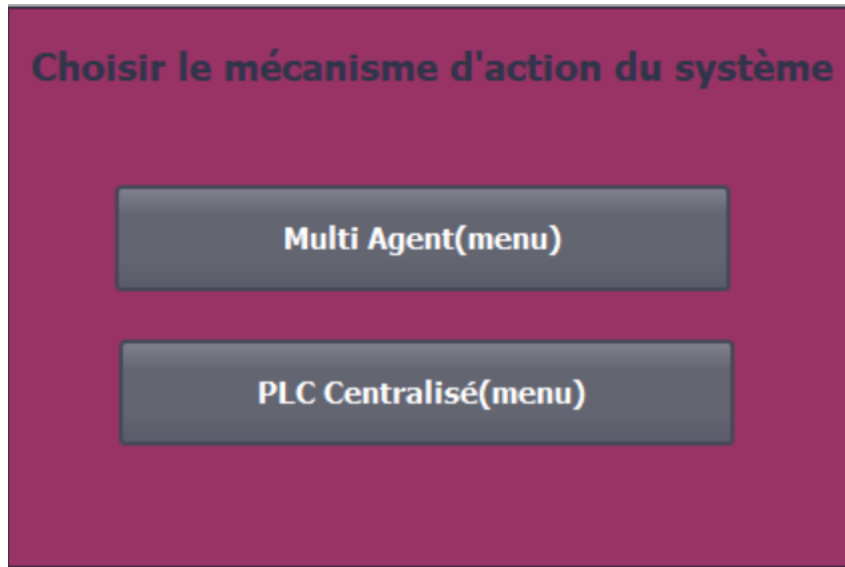 Choisir le mécanisme d'action du système
Multi Agent(menu)
PLC Centralisé(menu)